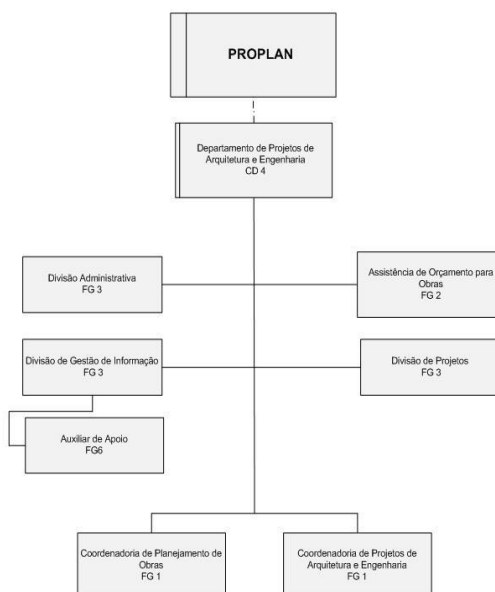 PROPLAN
Departamento de Projetos de
Arquitetura e Engenharia
CD 4
Divisão Administrativa
FG 3
Assistência de Orçamento para
Obras
FG 2
Divisão de Gestão de Informação
FG 3
Divisão de Projetos
FG 3
Auxiliar de Apoio
FG6
Coordenadoria de Planejamento de
Obras
FG 1
Coordenadoria de Projetos de
Arquitetura e Engenharia
FG 1